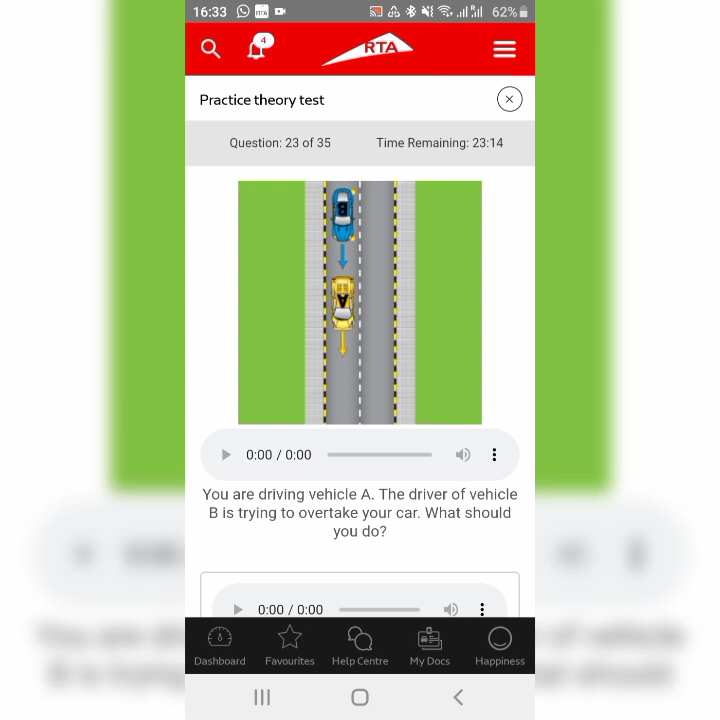 16:33 62%
4
RTA
Practice theory test
Question: 23 of 35 Time Remaining: 23:14
B
A
0:00 / 0:00
You are driving vehicle A. The driver of vehicle
B is trying to overtake your car. What should
you do?
0:00 / 0:00
Dashboard Favourites Help Centre My Docs Happiness